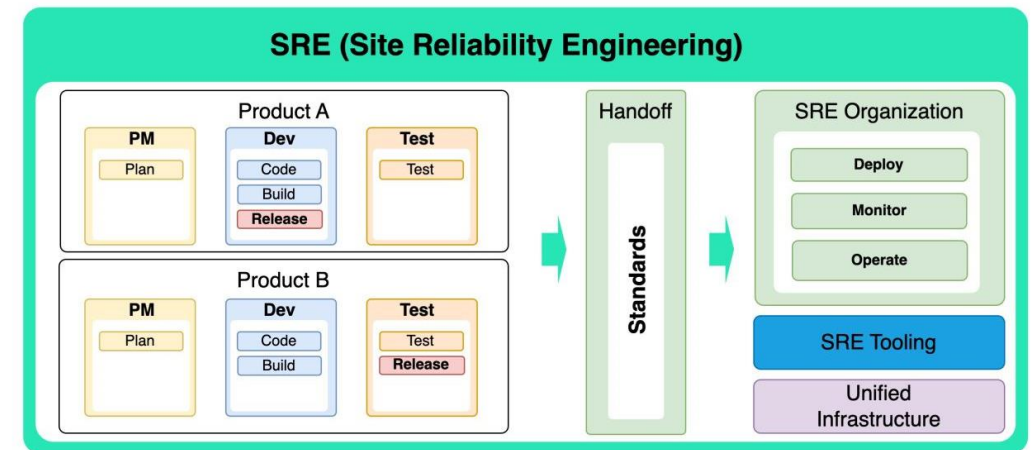 SRE (Site Reliability Engineering)
Product A
PM
Plan
Dev
Code
Build
Release
Test
Test
Product B
PM
Plan
Dev
Code
Build
Test
Test
Release
Handoff
Standards
SRE Organization
Deploy
Monitor
Operate
SRE Tooling
Unified
Infrastructure